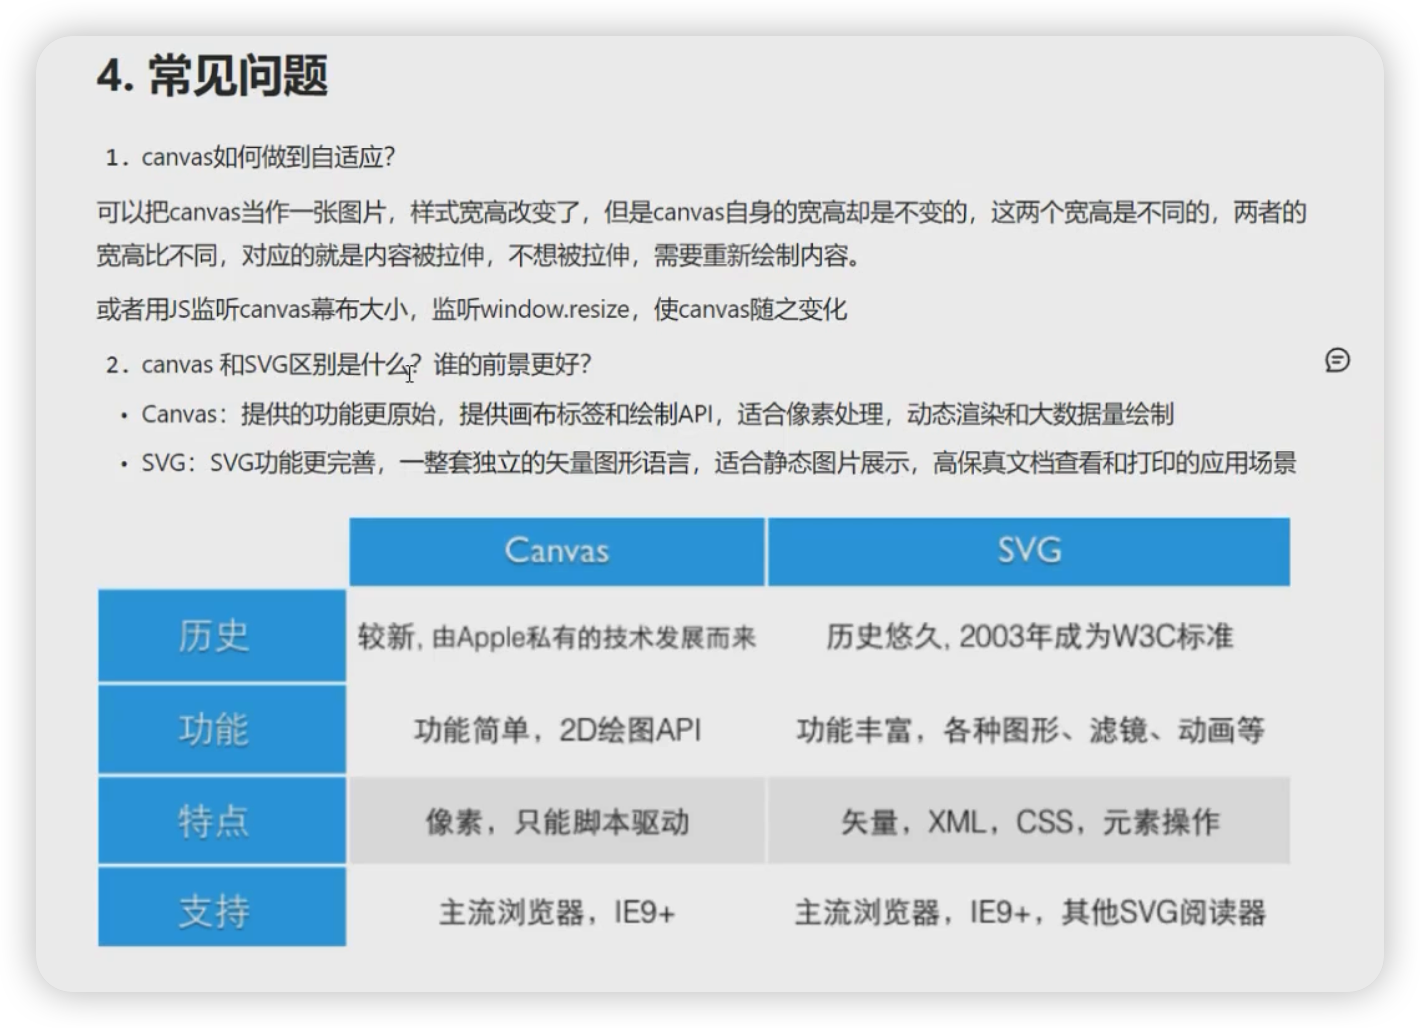 4. 常见问题
1. canvas如何做到自适应？
可以把canvas当作一张图片，样式宽高改变了，但是canvas自身的宽高却是不变的，这两个宽高是不同的，两者的
宽高比不同，对应的就是内容被拉伸，不想被拉伸，需要重新绘制内容。
或者用JS监听canvas幕布大小，监听window.resize，使canvas随之变化
2. canvas 和SVG区别是什么？谁的前景更好？
• Canvas：提供的功能更原始，提供画布标签和绘制API，适合像素处理，动态渲染和大数据量绘制
• SVG：SVG功能更完善，一整套独立的矢量图形语言，适合静态图片展示，高保真文档查看和打印的应用场景
Canvas SVG
历史 较新, 由Apple私有的技术发展而来 历史悠久, 2003年成为W3C标准
功能 功能简单，2D绘图API 功能丰富，各种图形、滤镜、动画等
特点 像素，只能脚本驱动 矢量，XML，CSS，元素操作
支持 主流浏览器，IE9+ 主流浏览器，IE9+，其他SVG阅读器